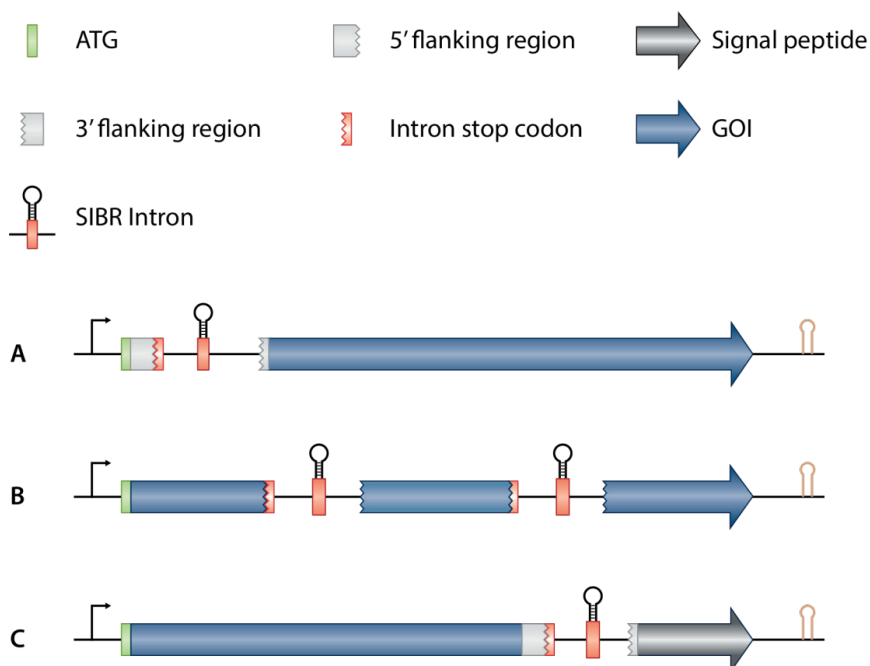 ATG
5' flanking region
Signal peptide
3' flanking region
Intron stop codon
GOI
SIBR Intron
A
B
C